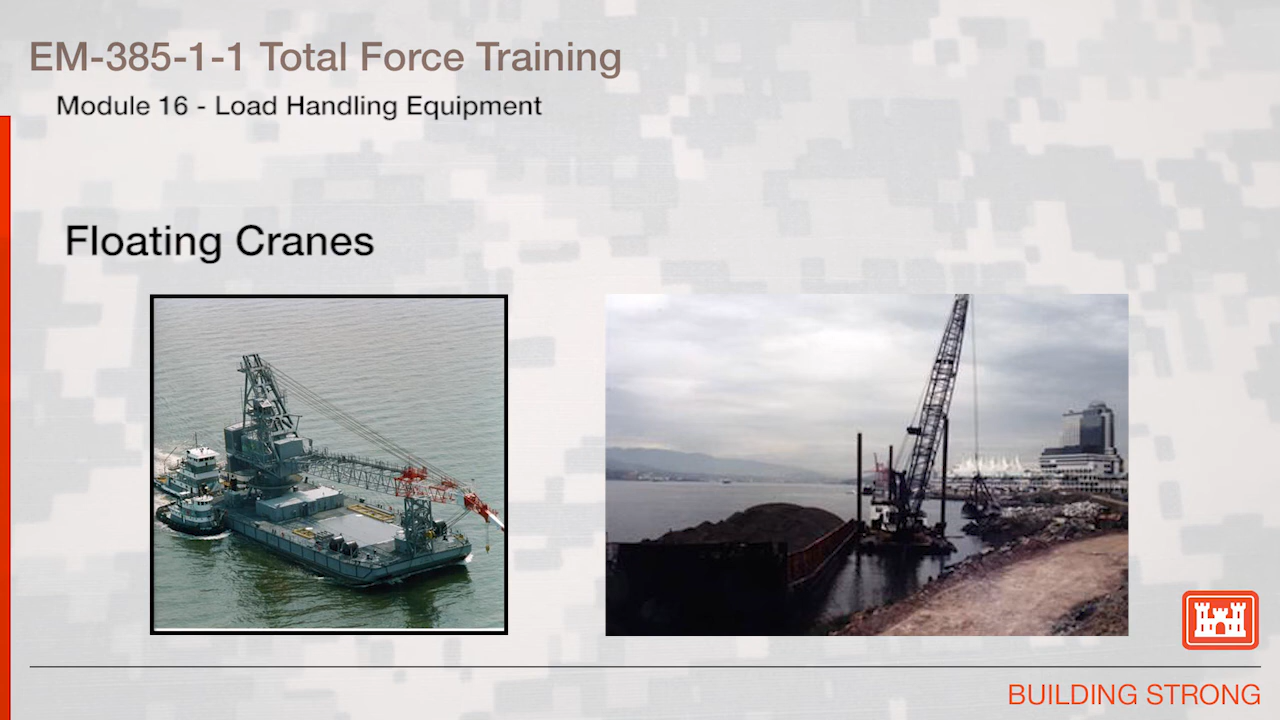 EM-385-1-1 Total Force Training
Module 16 - Load Handling Equipment
Floating Cranes
BUILDING STRONG